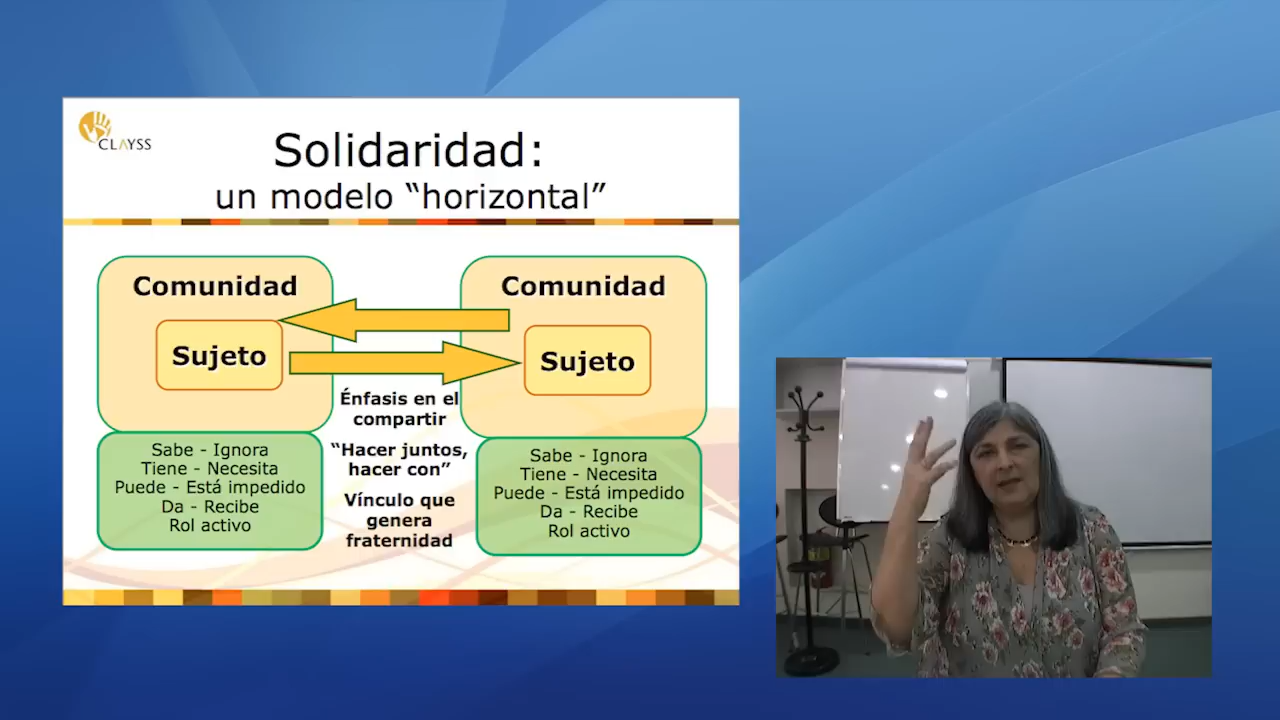 CLAYSS
Solidaridad:
un modelo “horizontal”
Comunidad
Sujeto
Sabe - Ignora
Tiene - Necesita
Puede - Está impedido
Da - Recibe
Rol activo
Énfasis en el
compartir
“Hacer juntos,
hacer con”
Vínculo que
genera
fraternidad
Comunidad
Sujeto
Sabe - Ignora
Tiene - Necesita
Puede - Está impedido
Da - Recibe
Rol activo